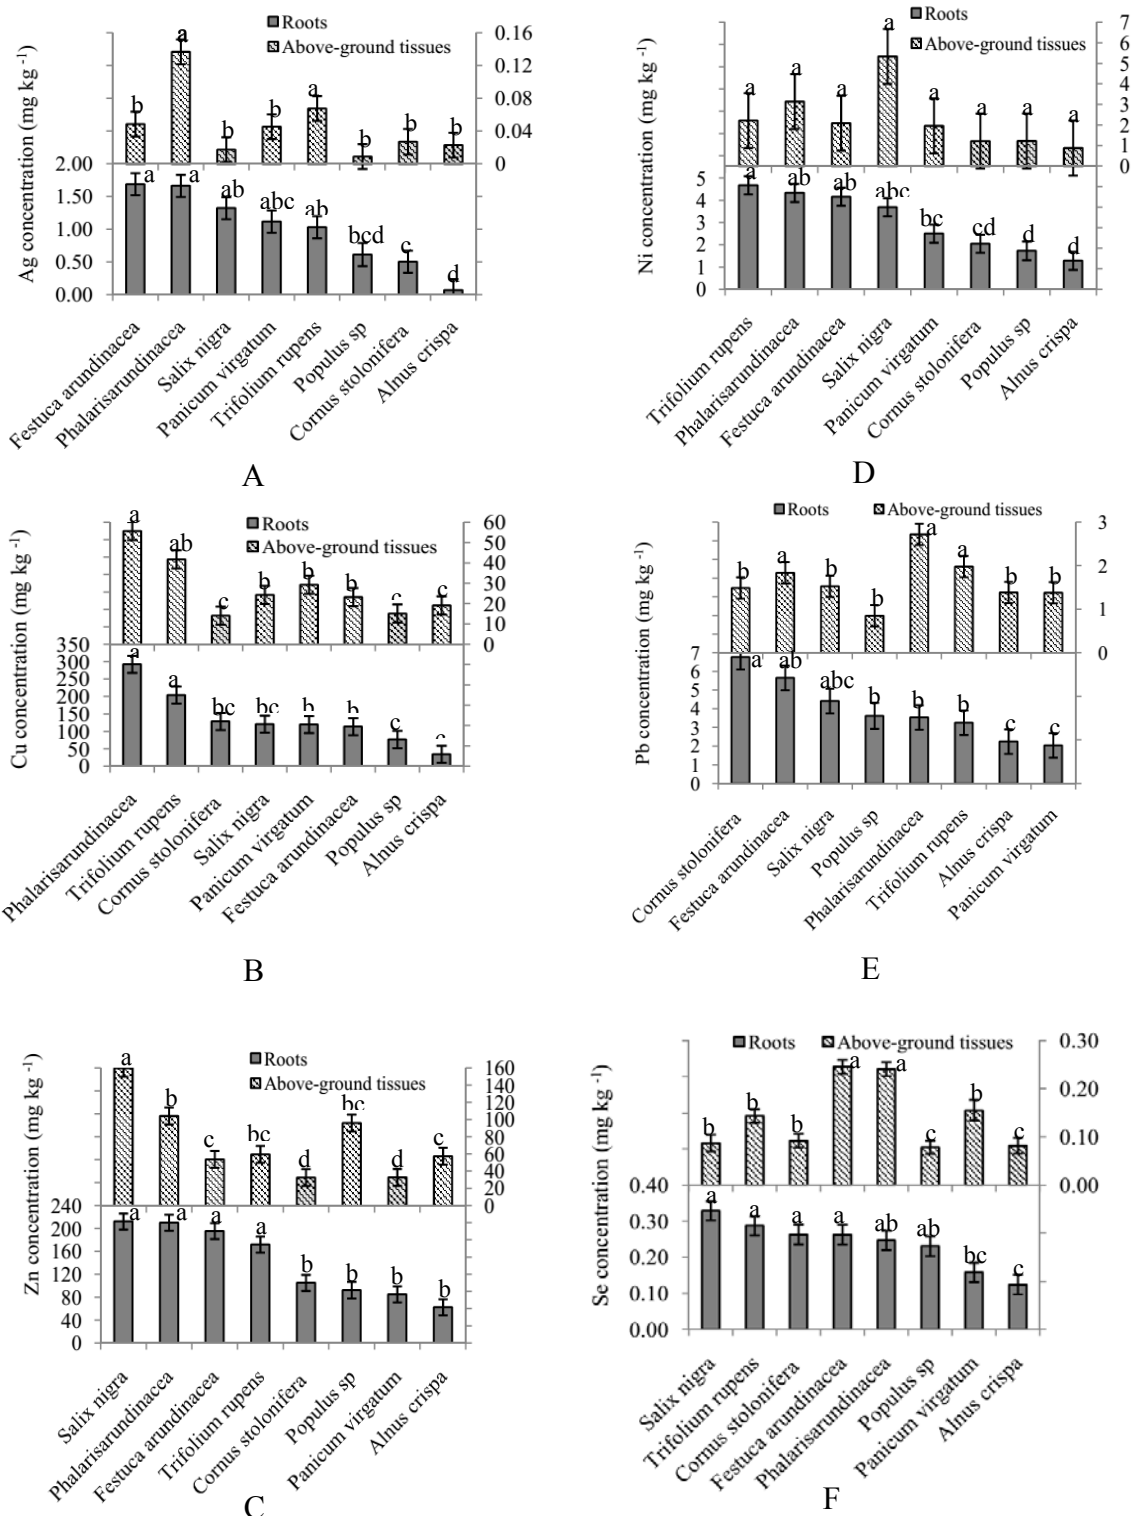 Roots
Above-ground tissues
Ag concentration (mg kg -1)
0.16
0.12
0.08
0.04
0
2.00
1.50
1.00
0.50
0.00
b a b b a b b b
a a ab abc ab bcd c d
Festuca arundinacea
Phalarisarundinacea
Salix nigra
Panicum virgatum
Trifolium rupens
Populus sp
Cornus stolonifera
Alnus crispa
A
Roots
Above-ground tissues
Ni concentration (mg kg -1)
7
6
5
4
3
2
1
0
5
4
3
2
1
0
a a a a a a a a
a ab ab abc bc cd d d
Trifolium rupens
Phalarisarundinacea
Festuca arundinacea
Salix nigra
Panicum virgatum
Cornus stolonifera
Populus sp
Alnus crispa
D
Roots
Above-ground tissues
Cu concentration (mg kg -1)
60
50
40
30
20
10
0
350
300
250
200
150
100
50
0
a ab c b b b c c
a a bc bc b b c c
Phalarisarundinacea
Trifolium rupens
Cornus stolonifera
Salix nigra
Panicum virgatum
Festuca arundinacea
Populus sp
Alnus crispa
B
Roots
Above-ground tissues
Pb concentration (mg kg -1)
3
2
1
0
7
6
5
4
3
2
1
0
b a b b a a b b
a ab abc b b b c c
Cornus stolonifera
Festuca arundinacea
Salix nigra
Populus sp
Phalarisarundinacea
Trifolium rupens
Alnus crispa
Panicum virgatum
E
Roots
Above-ground tissues
Zn concentration (mg kg -1)
160
140
120
100
80
60
40
20
0
240
200
160
120
80
40
0
a b c bc d bc d c
a a a a b b b b
Salix nigra
Phalarisarundinacea
Festuca arundinacea
Trifolium rupens
Cornus stolonifera
Populus sp
Panicum virgatum
Alnus crispa
C
Roots
Above-ground tissues
Se concentration (mg kg -1)
0.30
0.20
0.10
0.00
0.40
0.30
0.20
0.10
0.00
b b b a a c b c
a a a a ab ab bc c
Salix nigra
Trifolium rupens
Cornus stolonifera
Festuca arundinacea
Phalarisarundinacea
Populus sp
Panicum virgatum
Alnus crispa
F